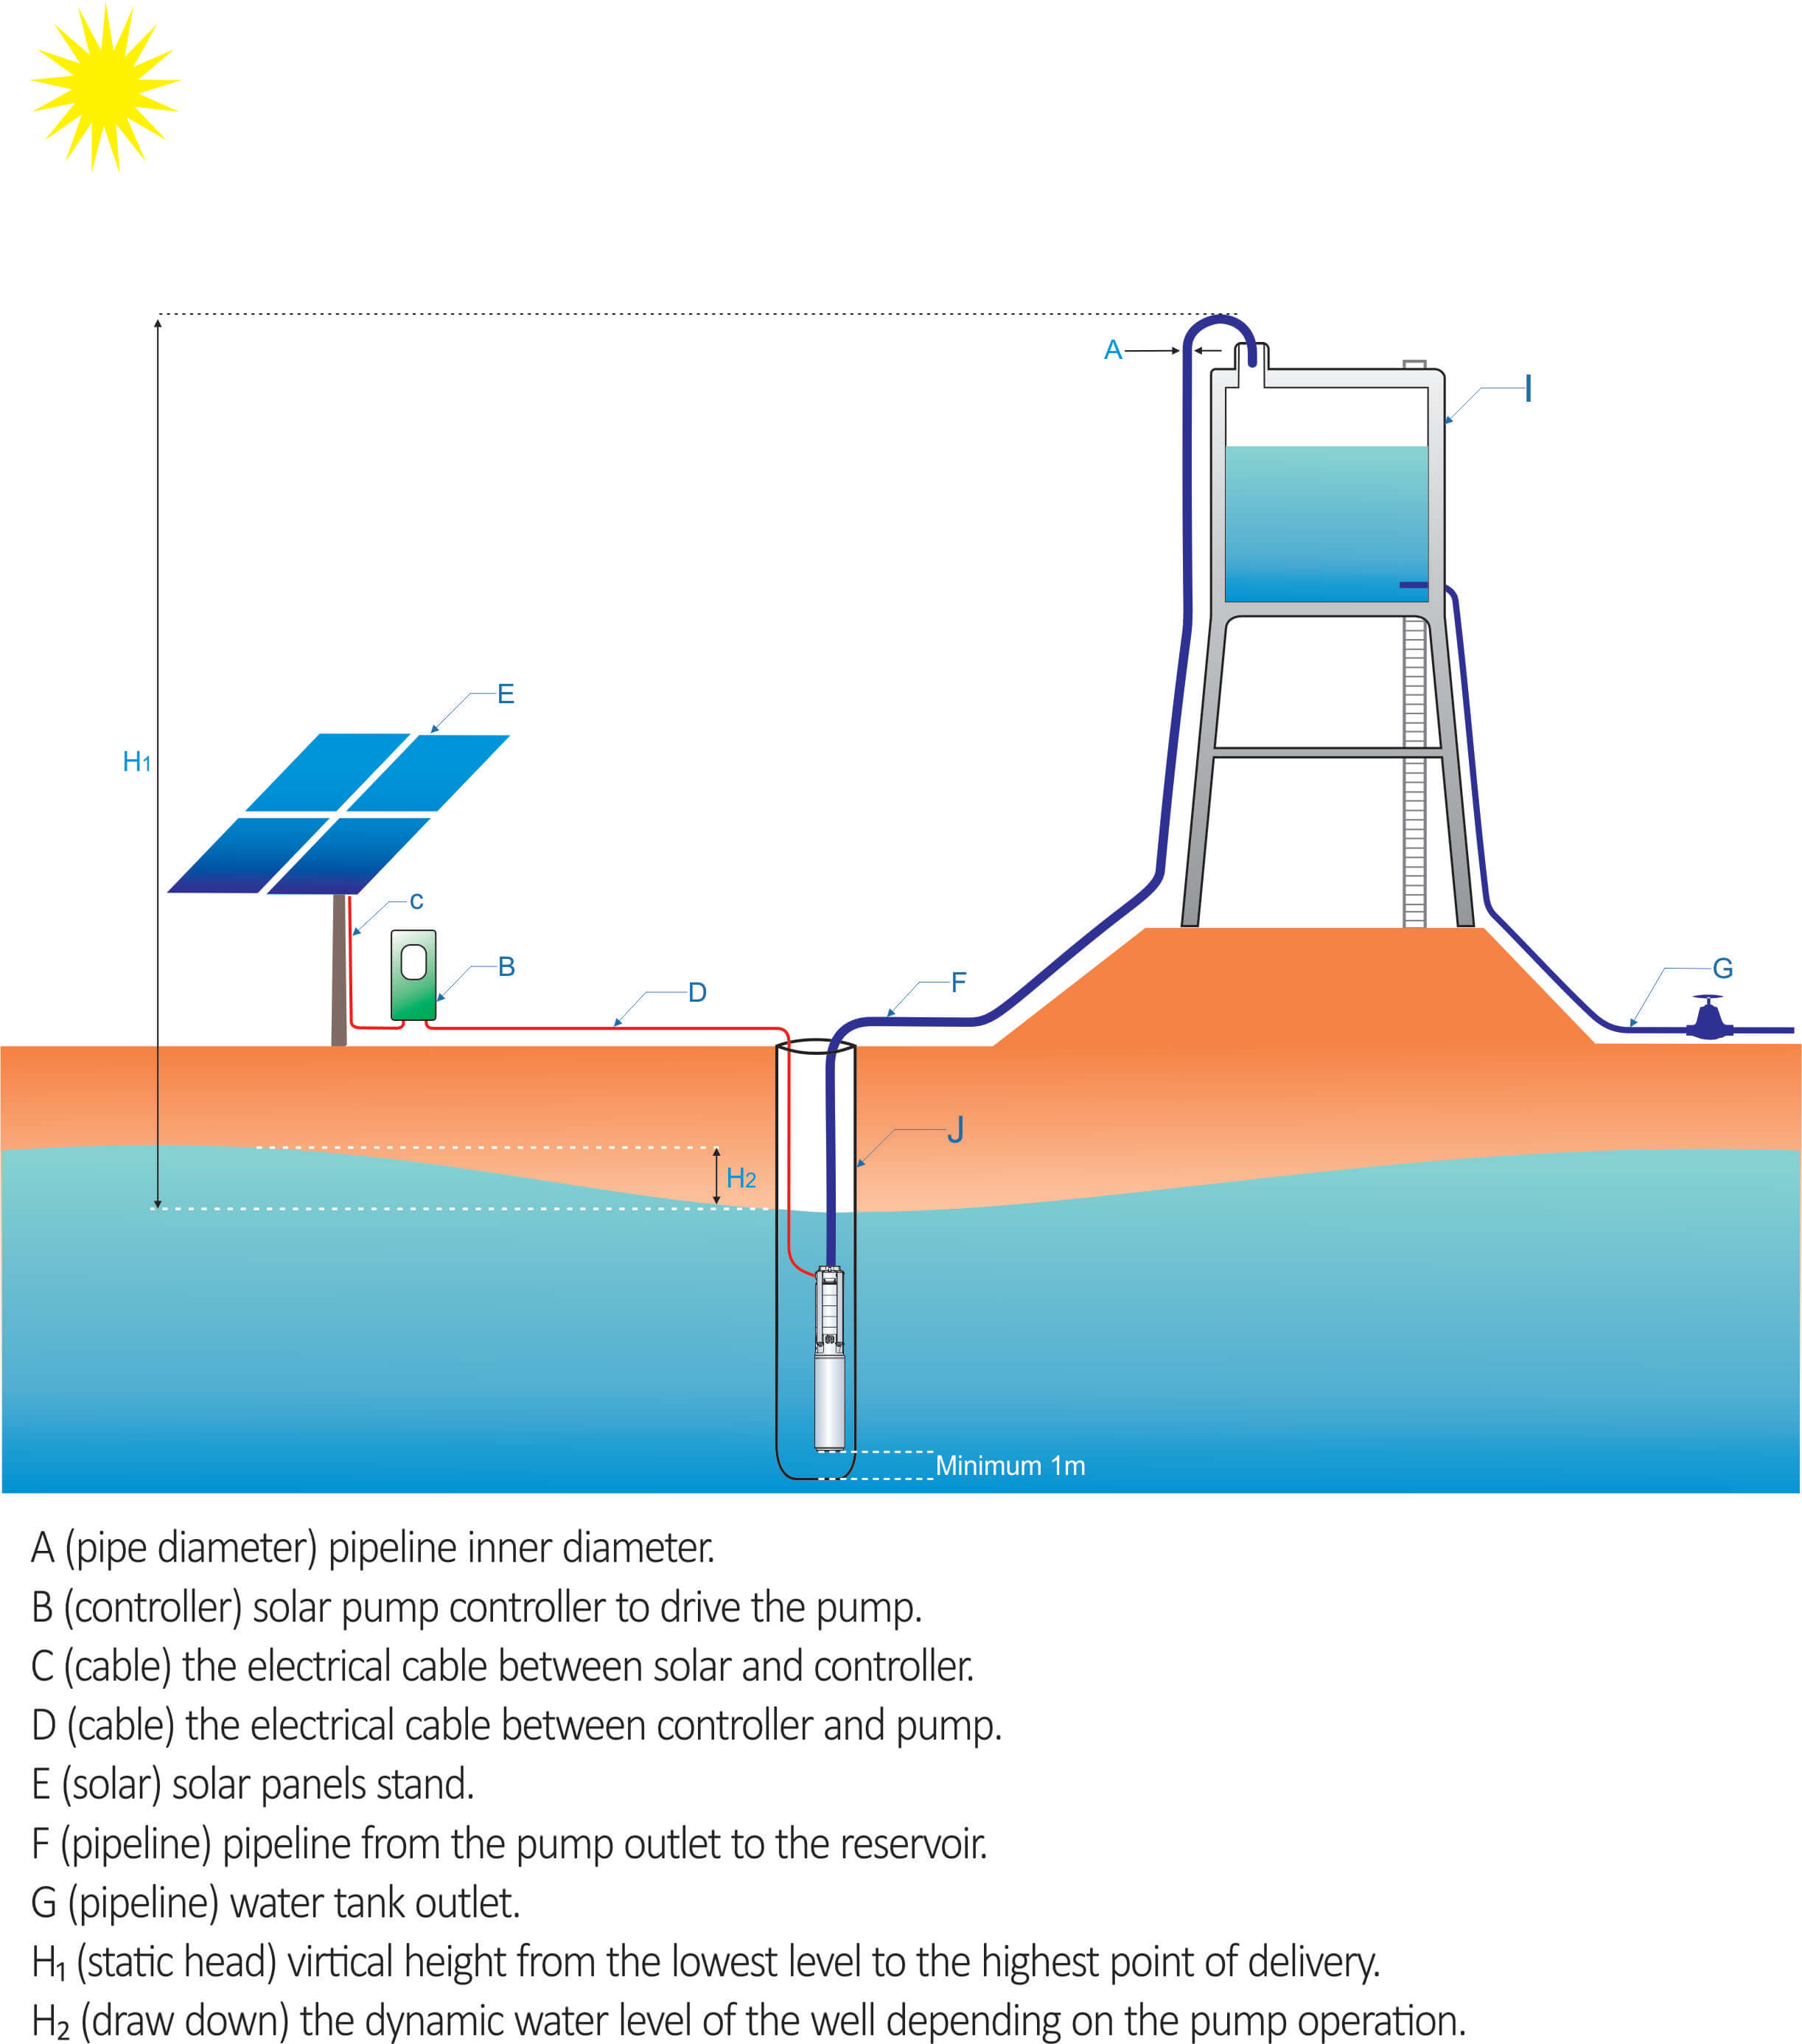 A
I
E
H1
c
B
D
F
G
J
H2
Minimum 1m
A (pipe diameter) pipeline inner diameter.
B (controller) solar pump controller to drive the pump.
C (cable) the electrical cable between solar and controller.
D (cable) the electrical cable between controller and pump.
E (solar) solar panels stand.
F (pipeline) pipeline from the pump outlet to the reservoir.
G (pipeline) water tank outlet.
H₁ (static head) virtical height from the lowest level to the highest point of delivery.
H₂ (draw down) the dynamic water level of the well depending on the pump operation.